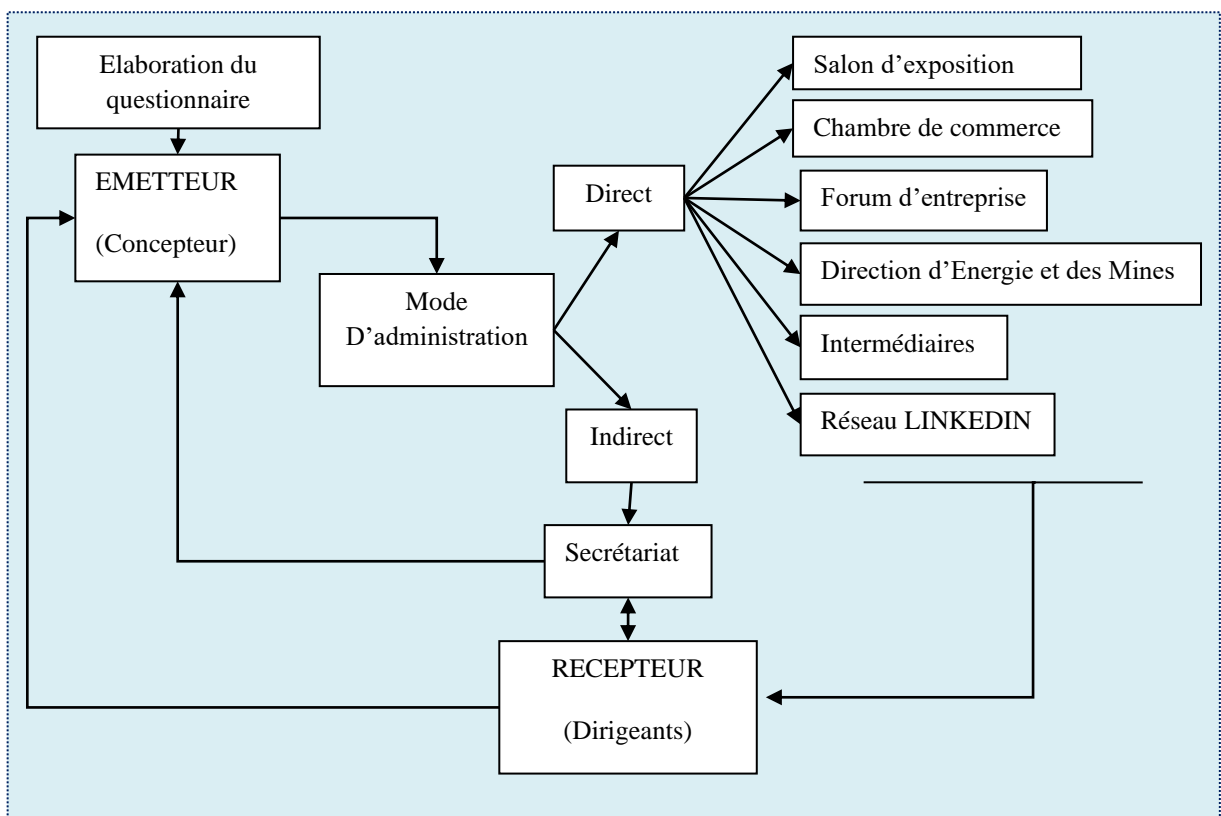 Elaboration du
questionnaire
EMETTEUR
(Concepteur)
Mode
D’administration
Direct
Salon d’exposition
Chambre de commerce
Forum d’entreprise
Direction d’Energie et des Mines
Intermédiaires
Réseau LINKEDIN
Indirect
Secrétariat
RECEPTEUR
(Dirigeants)